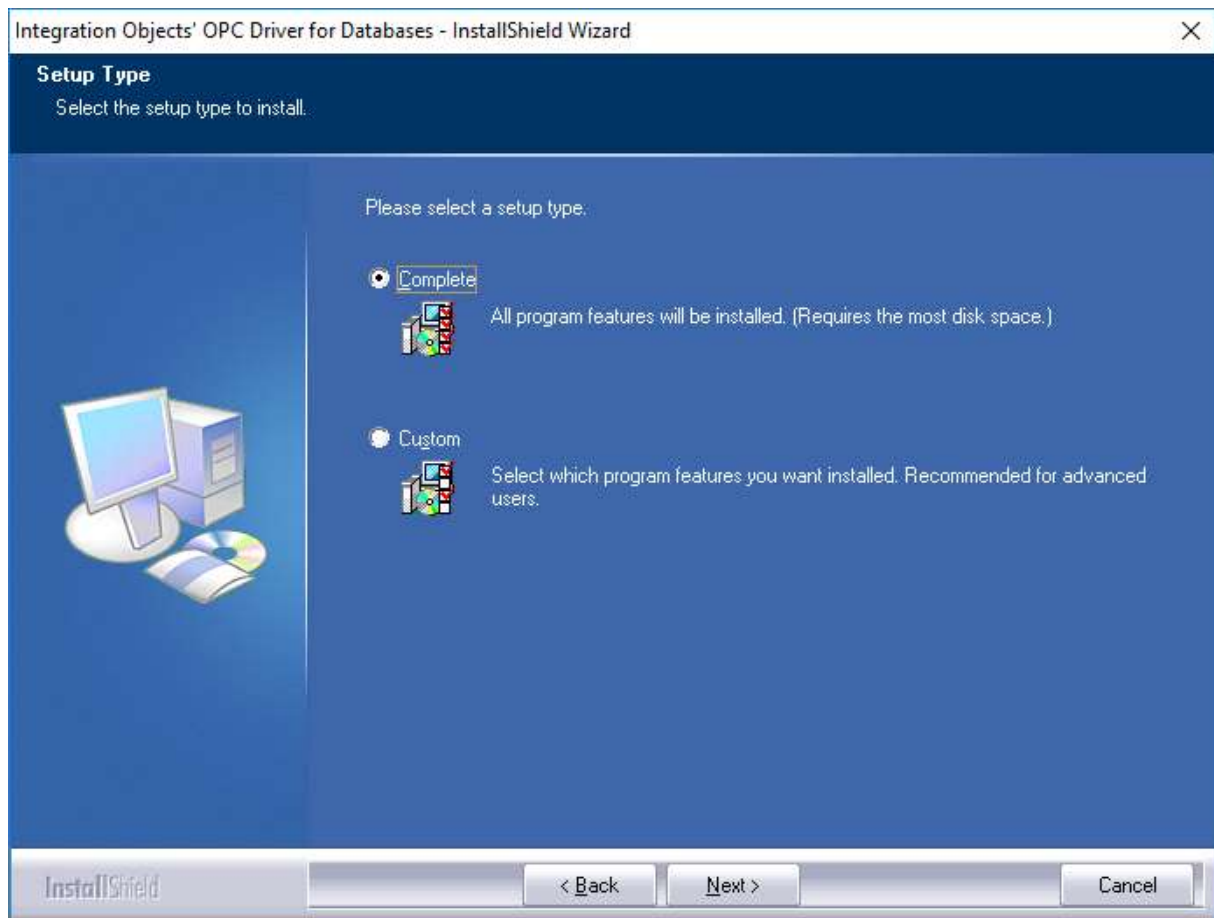 Integration Objects' OPC Driver for Databases - InstallShield Wizard
Setup Type
Select the setup type to install.
Please select a setup type.
Complete
All program features will be installed. (Requires the most disk space.)
Custom
Select which program features you want installed. Recommended for advanced
users.
InstallShield
< Back
Next >
Cancel